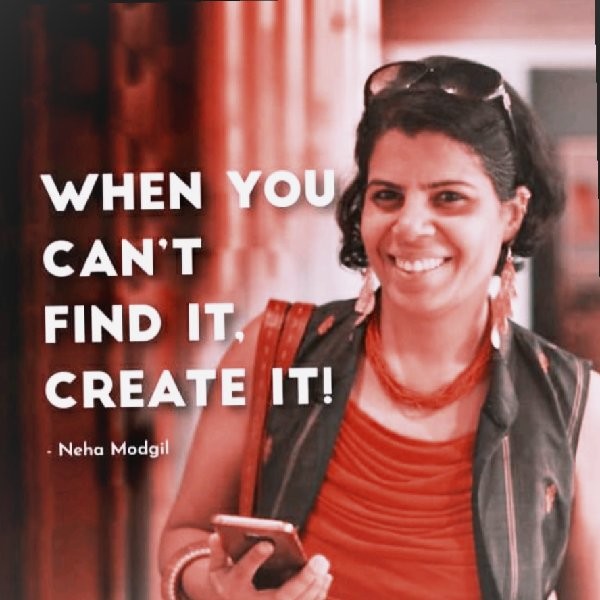 WHEN YOU
CAN'T
FIND IT,
CREATE IT!
- Neha Modgil